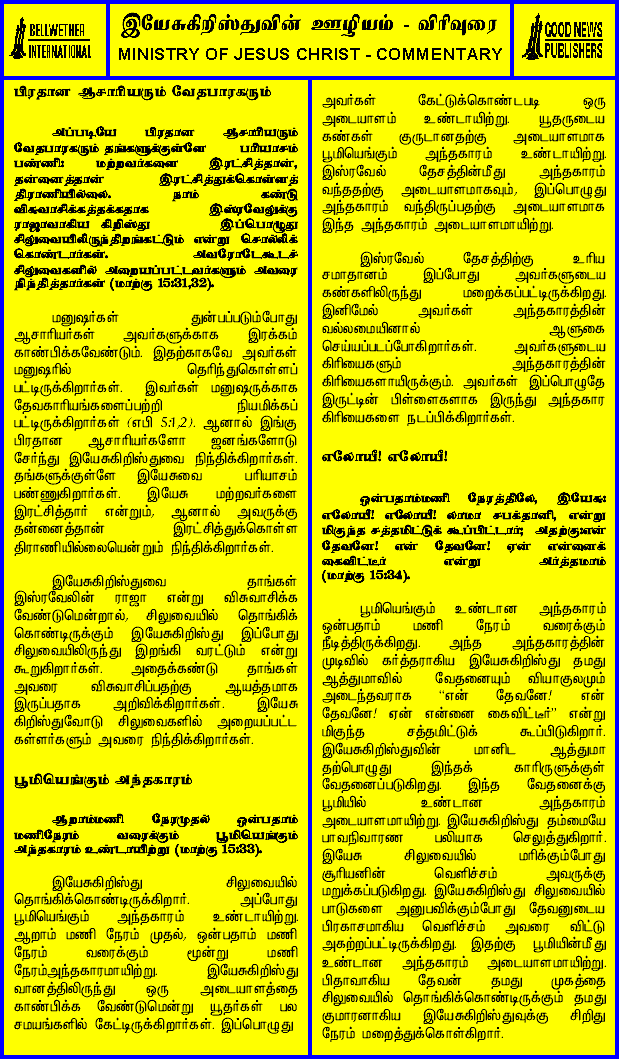 BELLWETHER
INTERNATIONAL
இயேசுகிறிஸ்துவின் ஊழியம் - விரிவுரை
MINISTRY OF JESUS CHRIST - COMMENTARY
GOOD NEWS
PUBLISHERS
பிரதான ஆசாரியரும் வேதபாரகரும்
அப்படியே பிரதான ஆசாரியரும்
வேதபாரகரும் தங்களுக்குள்ளே பரியாசம்
பண்ணி: மற்றவர்களை இரட்சித்தான்,
தன்னைத்தான் இரட்சித்துக்கொள்ளத்
திராணியில்லை. நாம் கண்டு
விசுவாசிக்கத்தக்கதாக இஸ்ரவேலுக்கு
ராஜாவாகிய கிறிஸ்து இப்பொழுது
சிலுவையிலிருந்திறங்கட்டும் என்று சொல்லிக்
கொண்டார்கள். அவரோடேகூடச்
சிலுவைகளில் அறையப்பட்டவர்களும் அவரை
நிந்தித்தார்கள் (மாற்கு 15:31,32).
மனுஷர்கள் துன்பப்படும்போது
ஆசாரியர்கள் அவர்களுக்காக இரக்கம்
காண்பிக்கவேண்டும். இதற்காகவே அவர்கள்
மனுஷரில் தெரிந்துகொள்ளப்
பட்டிருக்கிறார்கள். இவர்கள் மனுஷருக்காக
தேவகாரியங்களைப்பற்றி நியமிக்கப்
பட்டிருக்கிறார்கள் (எபி 5:1,2). ஆனால் இங்கு
பிரதான ஆசாரியர்களோ ஜனங்களோடு
சேர்ந்து இயேசுகிறிஸ்துவை நிந்திக்கிறார்கள்.
தங்களுக்குள்ளே இயேசுவை பரியாசம்
பண்ணுகிறார்கள். இயேசு மற்றவர்களை
இரட்சித்தார் என்றும், ஆனால் அவருக்கு
தன்னைத்தான் இரட்சித்துக்கொள்ள
திராணியில்லையென்றும் நிந்திக்கிறார்கள்.
இயேசுகிறிஸ்துவை தாங்கள்
இஸ்ரவேலின் ராஜா என்று விசுவாசிக்க
வேண்டுமென்றால், சிலுவையில் தொங்கிக்
கொண்டிருக்கும் இயேசுகிறிஸ்து இப்போது
சிலுவையிலிருந்து இறங்கி வரட்டும் என்று
கூறுகிறார்கள். அதைக்கண்டு தாங்கள்
அவரை விசுவாசிப்பதற்கு ஆயத்தமாக
இருப்பதாக அறிவிக்கிறார்கள். இயேசு
கிறிஸ்துவோடு சிலுவைகளில் அறையப்பட்ட
கள்ளர்களும் அவரை நிந்திக்கிறார்கள்.
பூமியெங்கும் அந்தகாரம்
ஆறாம்மணி நேரமுதல் ஒன்பதாம்
மணிநேரம் வரைக்கும் பூமியெங்கும்
அந்தகாரம் உண்டாயிற்று (மாற்கு 15:33).
இயேசுகிறிஸ்து சிலுவையில்
தொங்கிக்கொண்டிருக்கிறார். அப்போது
பூமியெங்கும் அந்தகாரம் உண்டாயிற்று.
ஆறாம் மணி நேரம் முதல், ஒன்பதாம் மணி
நேரம் வரைக்கும் மூன்று மணி
நேரம்அந்தகாரமாயிற்று. இயேசுகிறிஸ்து
வானத்திலிருந்து ஒரு அடையாளத்தை
காண்பிக்க வேண்டுமென்று யூதர்கள் பல
சமயங்களில் கேட்டிருக்கிறார்கள். இப்பொழுது
அவர்கள் கேட்டுக்கொண்டபடி ஒரு
அடையாளம் உண்டாயிற்று. யூதருடைய
கண்கள் குருடானதற்கு அடையாளமாக
பூமியெங்கும் அந்தகாரம் உண்டாயிற்று.
இஸ்ரவேல் தேசத்தின்மீது அந்தகாரம்
வந்ததற்கு அடையாளமாகவும், இப்பொழுது
அந்தகாரம் வந்திருப்பதற்கு அடையாளமாக
இந்த அந்தகாரம் அடையாளமாயிற்று.
இஸ்ரவேல் தேசத்திற்கு உரிய
சமாதானம் இப்போது அவர்களுடைய
கண்களிலிருந்து மறைக்கப்பட்டிருக்கிறது.
இனிமேல் அவர்கள் அந்தகாரத்தின்
வல்லமையினால் ஆளுகை
செய்யப்படப்போகிறார்கள். அவர்களுடைய
கிரியைகளும் அந்தகாரத்தின்
கிரியைகளாயிருக்கும். அவர்கள் இப்பொழுதே
இருட்டின் பிள்ளைகளாக இருந்து அந்தகார
கிரியைகளை நடப்பிக்கிறார்கள்.
எலோயீ! எலோயீ!
ஒன்பதாம்மணி நேரத்திலே, இயேசு:
எலோயீ! எலோயீ! லாமா சபக்தானி, என்று
மிகுந்த சத்தமிட்டுக் கூப்பிட்டார்; அதற்கு:என்
தேவனே! என் தேவனே! ஏன் என்னைக்
கைவிட்டீர் என்று அர்த்தமாம்
(மாற்கு 15:34).
பூமியெங்கும் உண்டான அந்தகாரம்
ஒன்பதாம் மணி நேரம் வரைக்கும்
நீடித்திருக்கிறது. அந்த அந்தகாரத்தின்
முடிவில் கர்த்தராகிய இயேசுகிறிஸ்து தமது
ஆத்துமாவில் வேதனையும் வியாகுலமும்
அடைந்தவராக “என் தேவனே! என்
தேவனே! ஏன் என்னை கைவிட்டீர்” என்று
மிகுந்த சத்தமிட்டுக் கூப்பிடுகிறார்.
இயேசுகிறிஸ்துவின் மானிட ஆத்துமா
தற்பொழுது இந்தக் காரிருளுக்குள்
வேதனைப்படுகிறது. இந்த வேதனைக்கு
பூமியில் உண்டான அந்தகாரம்
அடையாளமாயிற்று. இயேசுகிறிஸ்து தம்மையே
பாவநிவாரண பலியாக செலுத்துகிறார்.
இயேசு சிலுவையில் மரிக்கும்போது
சூரியனின் வெளிச்சம் அவருக்கு
மறுக்கப்படுகிறது. இயேசுகிறிஸ்து சிலுவையில்
பாடுகளை அனுபவிக்கும்போது தேவனுடைய
பிரகாசமாகிய வெளிச்சம் அவரை விட்டு
அகற்றப்பட்டிருக்கிறது. இதற்கு பூமியின்மீது
உண்டான அந்தகாரம் அடையாளமாயிற்று.
பிதாவாகிய தேவன் தமது முகத்தை
சிலுவையில் தொங்கிக்கொண்டிருக்கும் தமது
குமாரனாகிய இயேசுகிறிஸ்துவுக்கு சிறிது
நேரம் மறைத்துக்கொள்கிறார்.